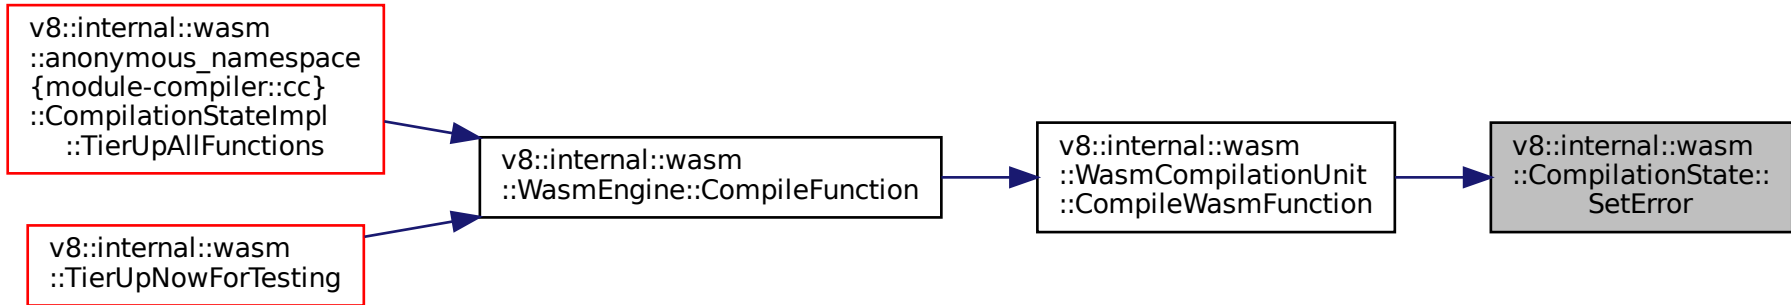 v8::internal::wasm
::anonymous_namespace
{module-compiler::cc}
::CompilationStateImpl
::TierUpAllFunctions
v8::internal::wasm
::TierUpNowForTesting
v8::internal::wasm
::WasmEngine::CompileFunction
v8::internal::wasm
::WasmCompilationUnit
::CompileWasmFunction
v8::internal::wasm
::CompilationState::
SetError